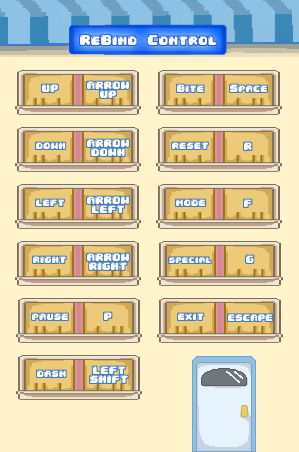 ReBind Control
UP ARROW UP
DOWN ARROW DOWN
LEFT ARROW LEFT
RIGHT ARROW RIGHT
PAUSE P
DASH LEFT SHIFT
Bite Space
RESET R
MODE F
SPECIAL G
EXIT ESCAPE